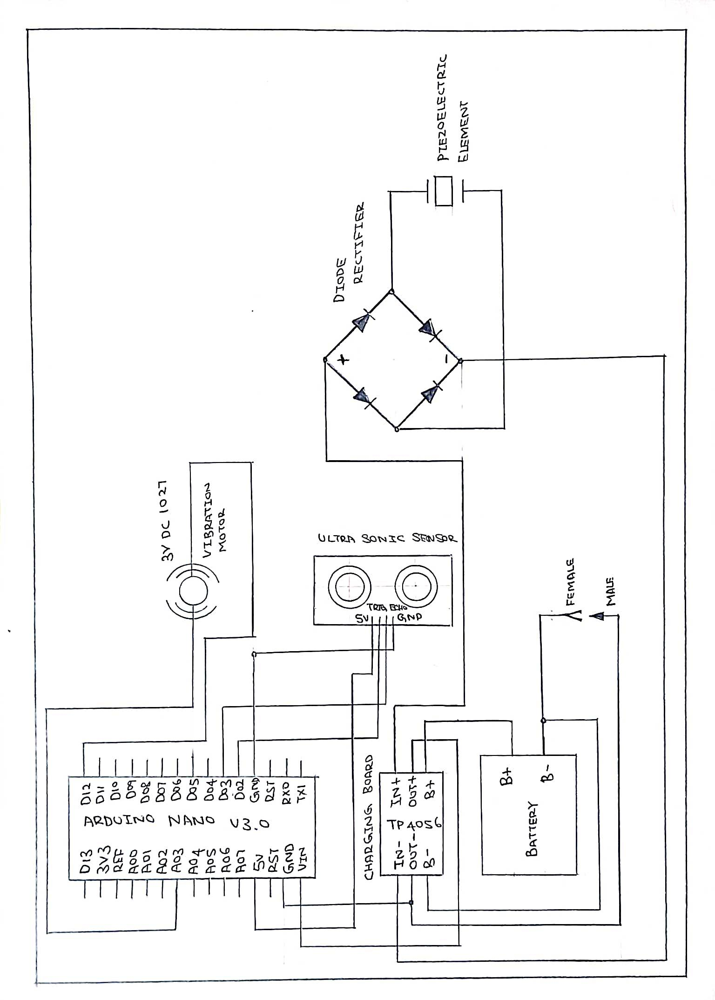 PIEZOELECTRIC
ELEMENT
DIODE
RECTIFIER
+
-
3V DC 1027
VIBRATION
MOTOR
ULTRA SONIC SENSOR
TRIG ECHO
5V GND
FEMALE
MALE
D12
D11
D10
D09
D08
D07
D06
D05
D04
D03
D02
GND
RST
RX0
TX1
ARDUINO NANO V3.0
D13
3V3
REF
A00
A01
A02
A03
A04
A05
A06
A07
5V
RST
GND
VIN
CHARGING BOARD
IN+
OUT+
B+
TP4056
IN-
OUT-
B-
B+
B-
BATTERY